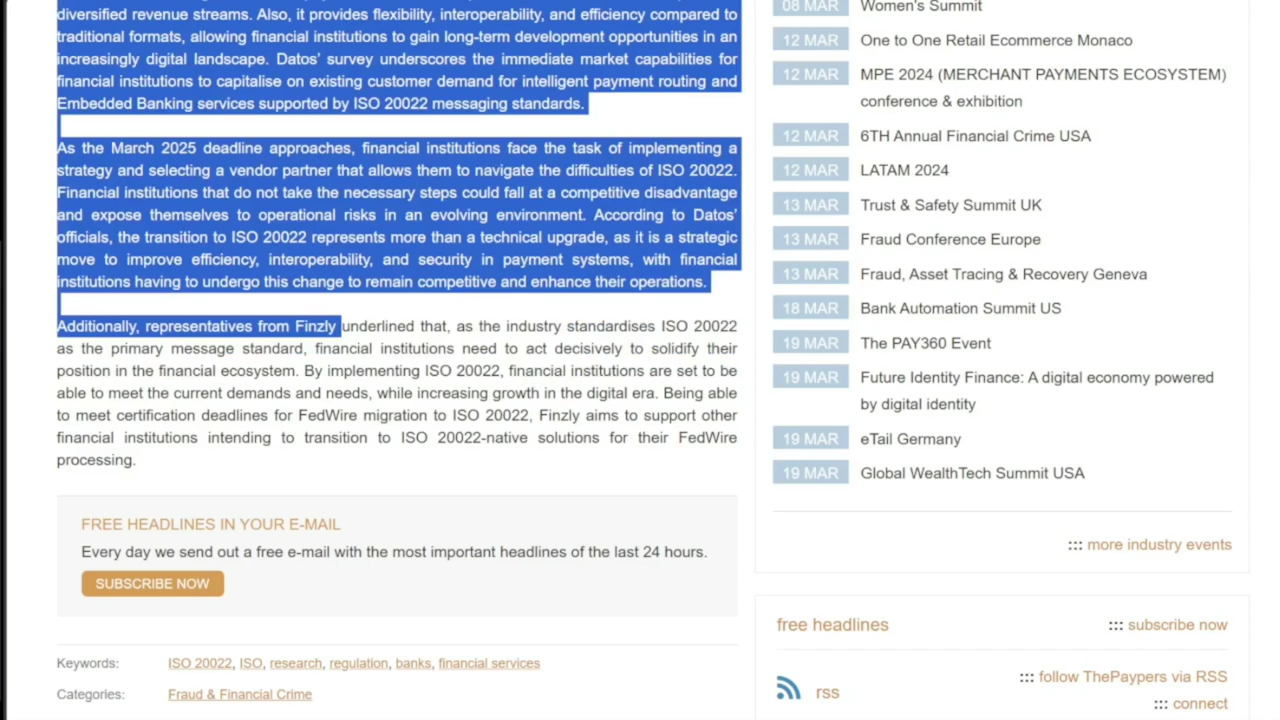 diversified revenue streams. Also, it provides flexibility, interoperability, and efficiency compared to
traditional formats, allowing financial institutions to gain long-term development opportunities in an
increasingly digital landscape. Datos' survey underscores the immediate market capabilities for
financial institutions to capitalise on existing customer demand for intelligent payment routing and
Embedded Banking services supported by ISO 20022 messaging standards.
As the March 2025 deadline approaches, financial institutions face the task of implementing a
strategy and selecting a vendor partner that allows them to navigate the difficulties of ISO 20022.
Financial institutions that do not take the necessary steps could fall at a competitive disadvantage
and expose themselves to operational risks in an evolving environment. According to Datos'
officials, the transition to ISO 20022 represents more than a technical upgrade, as it is a strategic
move to improve efficiency, interoperability, and security in payment systems, with financial
institutions having to undergo this change to remain competitive and enhance their operations.
Additionally, representatives from Finzly underlined that, as the industry standardises ISO 20022
as the primary message standard, financial institutions need to act decisively to solidify their
position in the financial ecosystem. By implementing ISO 20022, financial institutions are set to be
able to meet the current demands and needs, while increasing growth in the digital era. Being able
to meet certification deadlines for FedWire migration to ISO 20022, Finzly aims to support other
financial institutions intending to transition to ISO 20022-native solutions for their FedWire
processing.
FREE HEADLINES IN YOUR E-MAIL
Every day we send out a free e-mail with the most important headlines of the last 24 hours.
SUBSCRIBE NOW
Keywords: ISO 20022, ISO, research, regulation, banks, financial services
Categories: Fraud & Financial Crime
08 MAR Women's Summit
12 MAR One to One Retail Ecommerce Monaco
12 MAR MPE 2024 (MERCHANT PAYMENTS ECOSYSTEM)
conference & exhibition
12 MAR 6TH Annual Financial Crime USA
12 MAR LATAM 2024
13 MAR Trust & Safety Summit UK
13 MAR Fraud Conference Europe
13 MAR Fraud, Asset Tracing & Recovery Geneva
18 MAR Bank Automation Summit US
19 MAR The PAY360 Event
19 MAR Future Identity Finance: A digital economy powered
by digital identity
19 MAR eTail Germany
19 MAR Global WealthTech Summit USA
::: more industry events
free headlines ::: subscribe now
::: follow ThePaypers via RSS
rss
::: connect